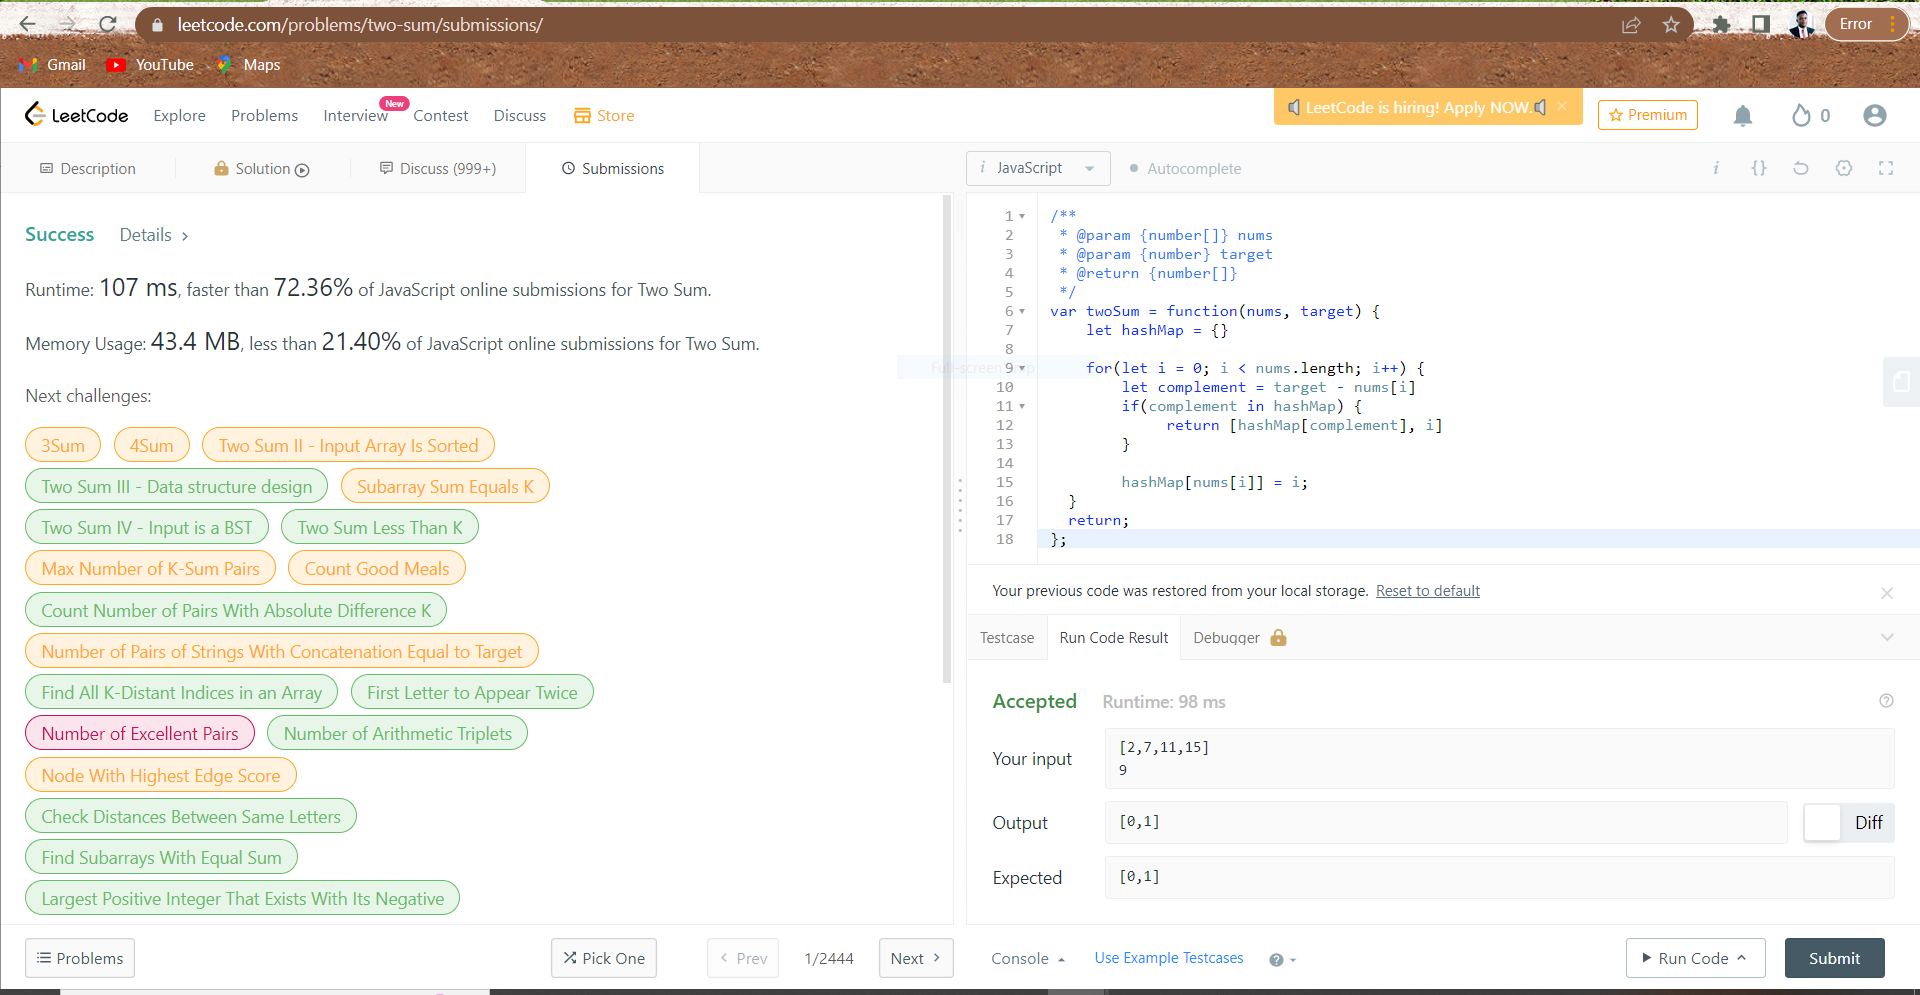 leetcode.com/problems/two-sum/submissions/
Error
Gmail YouTube Maps
LeetCode Explore Problems Interview New Contest Discuss Store
LeetCode is hiring! Apply NOW.
Premium
0
Description Solution Discuss (999+) Submissions
Success Details >
Runtime: 107 ms, faster than 72.36% of JavaScript online submissions for Two Sum.
Memory Usage: 43.4 MB, less than 21.40% of JavaScript online submissions for Two Sum.
Next challenges:
3Sum 4Sum Two Sum II - Input Array Is Sorted
Two Sum III - Data structure design Subarray Sum Equals K
Two Sum IV - Input is a BST Two Sum Less Than K
Max Number of K-Sum Pairs Count Good Meals
Count Number of Pairs With Absolute Difference K
Number of Pairs of Strings With Concatenation Equal to Target
Find All K-Distant Indices in an Array First Letter to Appear Twice
Number of Excellent Pairs Number of Arithmetic Triplets
Node With Highest Edge Score
Check Distances Between Same Letters
Find Subarrays With Equal Sum
Largest Positive Integer That Exists With Its Negative
Problems Pick One < Prev 1/2444 Next >
i JavaScript Autocomplete i {}
1 /**
2 * @param {number[]} nums
3 * @param {number} target
4 * @return {number[]}
5 */
6 var twoSum = function(nums, target) {
7 let hashMap = {}
8
9 for(let i = 0; i < nums.length; i++) {
10 let complement = target - nums[i]
11 if(complement in hashMap) {
12 return [hashMap[complement], i]
13 }
14
15 hashMap[nums[i]] = i;
16 }
17 return;
18 };
Your previous code was restored from your local storage. Reset to default
Testcase Run Code Result Debugger
Accepted Runtime: 98 ms
Your input
[2,7,11,15]
9
Output [0,1] Diff
Expected [0,1]
Console Use Example Testcases Run Code Submit